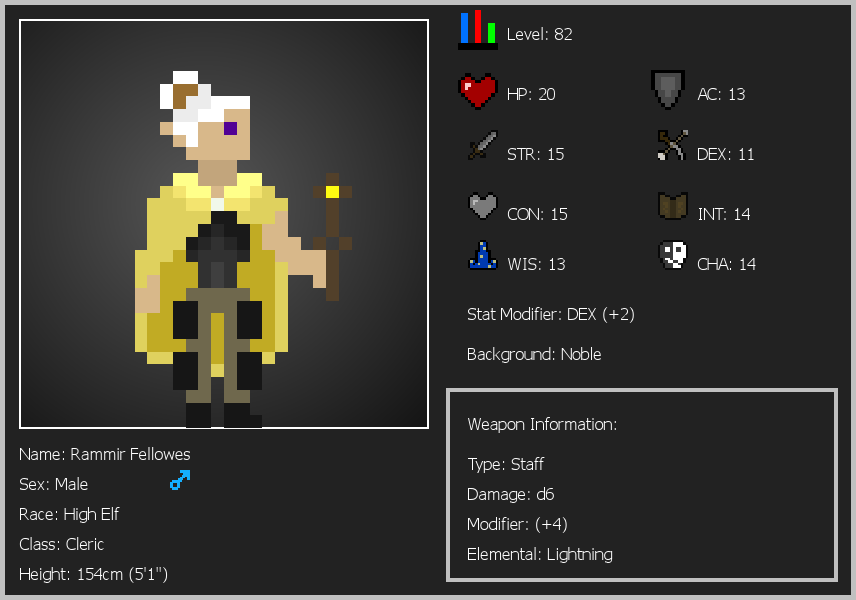 Level: 82
HP: 20
AC: 13
STR: 15
DEX: 11
CON: 15
INT: 14
WIS: 13
CHA: 14
Stat Modifier: DEX (+2)
Background: Noble
Weapon Information:
Type: Staff
Damage: d6
Modifier: (+4)
Elemental: Lightning
Name: Rammir Fellowes
Sex: Male
Race: High Elf
Class: Cleric
Height: 154cm (5'1")